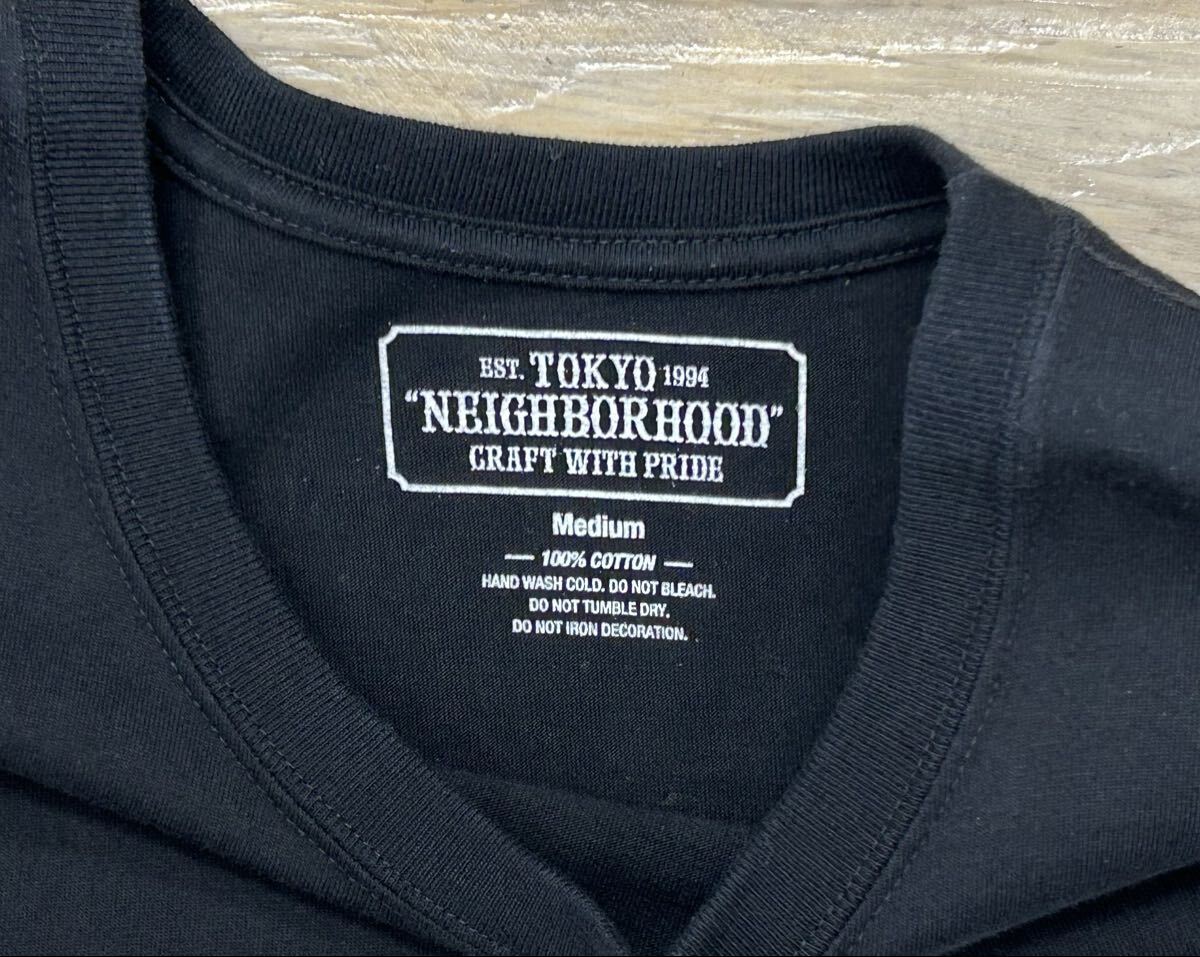 EST. TOKYO 1994
"NEIGHBORHOOD"
CRAFT WITH PRIDE
Medium
— 100% COTTON —
HAND WASH COLD. DO NOT BLEACH.
DO NOT TUMBLE DRY.
DO NOT IRON DECORATION.